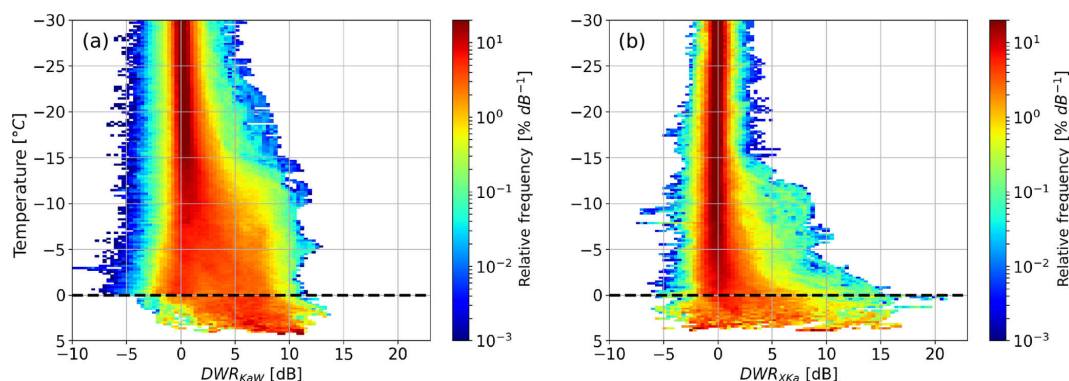 (a)
Temperature [°C]
−30
−25
−20
−15
−10
−5
0
5
−10 −5 0 5 10 15 20
DWR_KaW [dB]
10^1
10^0
10^−1
10^−2
10^−3
Relative frequency [% dB^−1]
(b)
−30
−25
−20
−15
−10
−5
0
5
−10 −5 0 5 10 15 20
DWR_XKa [dB]
10^1
10^0
10^−1
10^−2
10^−3
Relative frequency [% dB^−1]